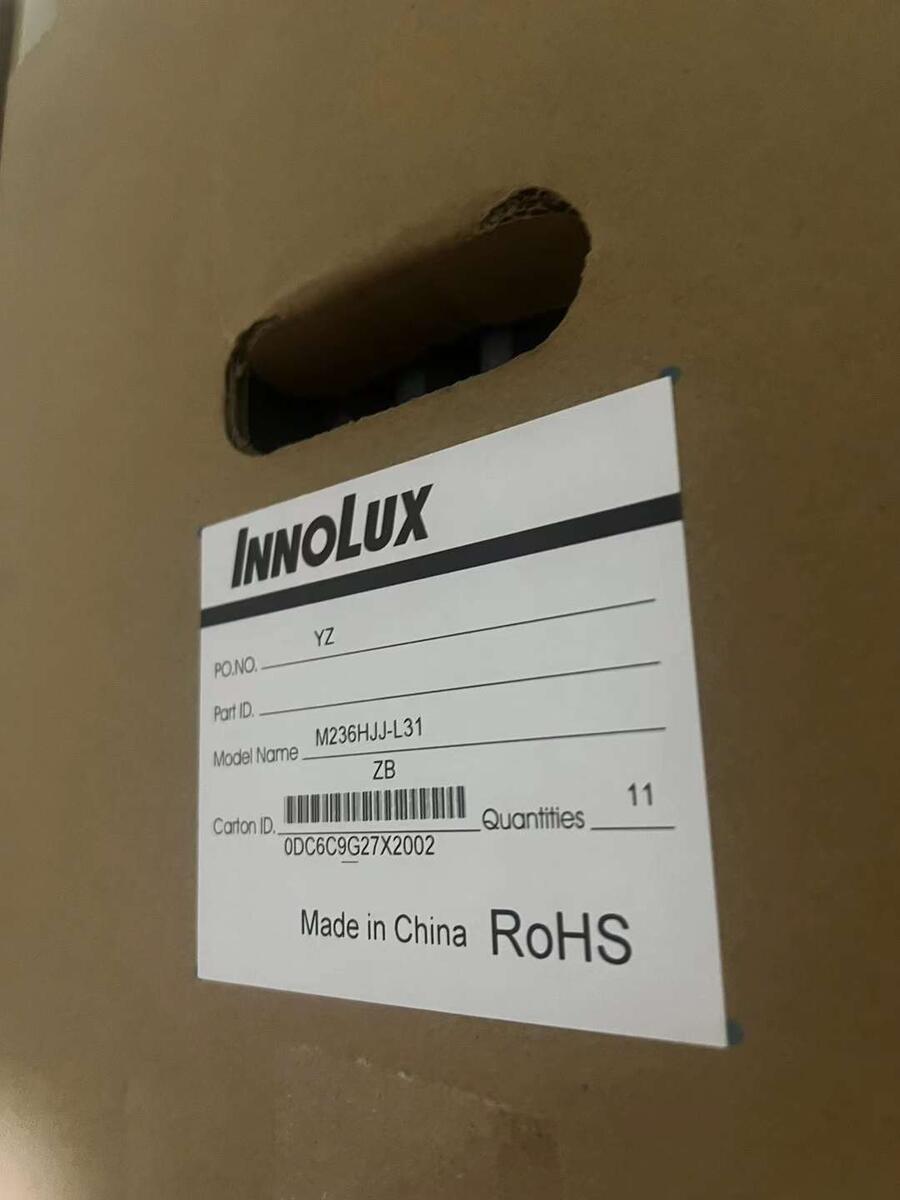 INNOLUX
PO.NO. YZ
Part ID.
Model Name M236HJJ-L31
ZB
Carton ID. Quantities 11
0DC6C9G27X2002
Made in China RoHS